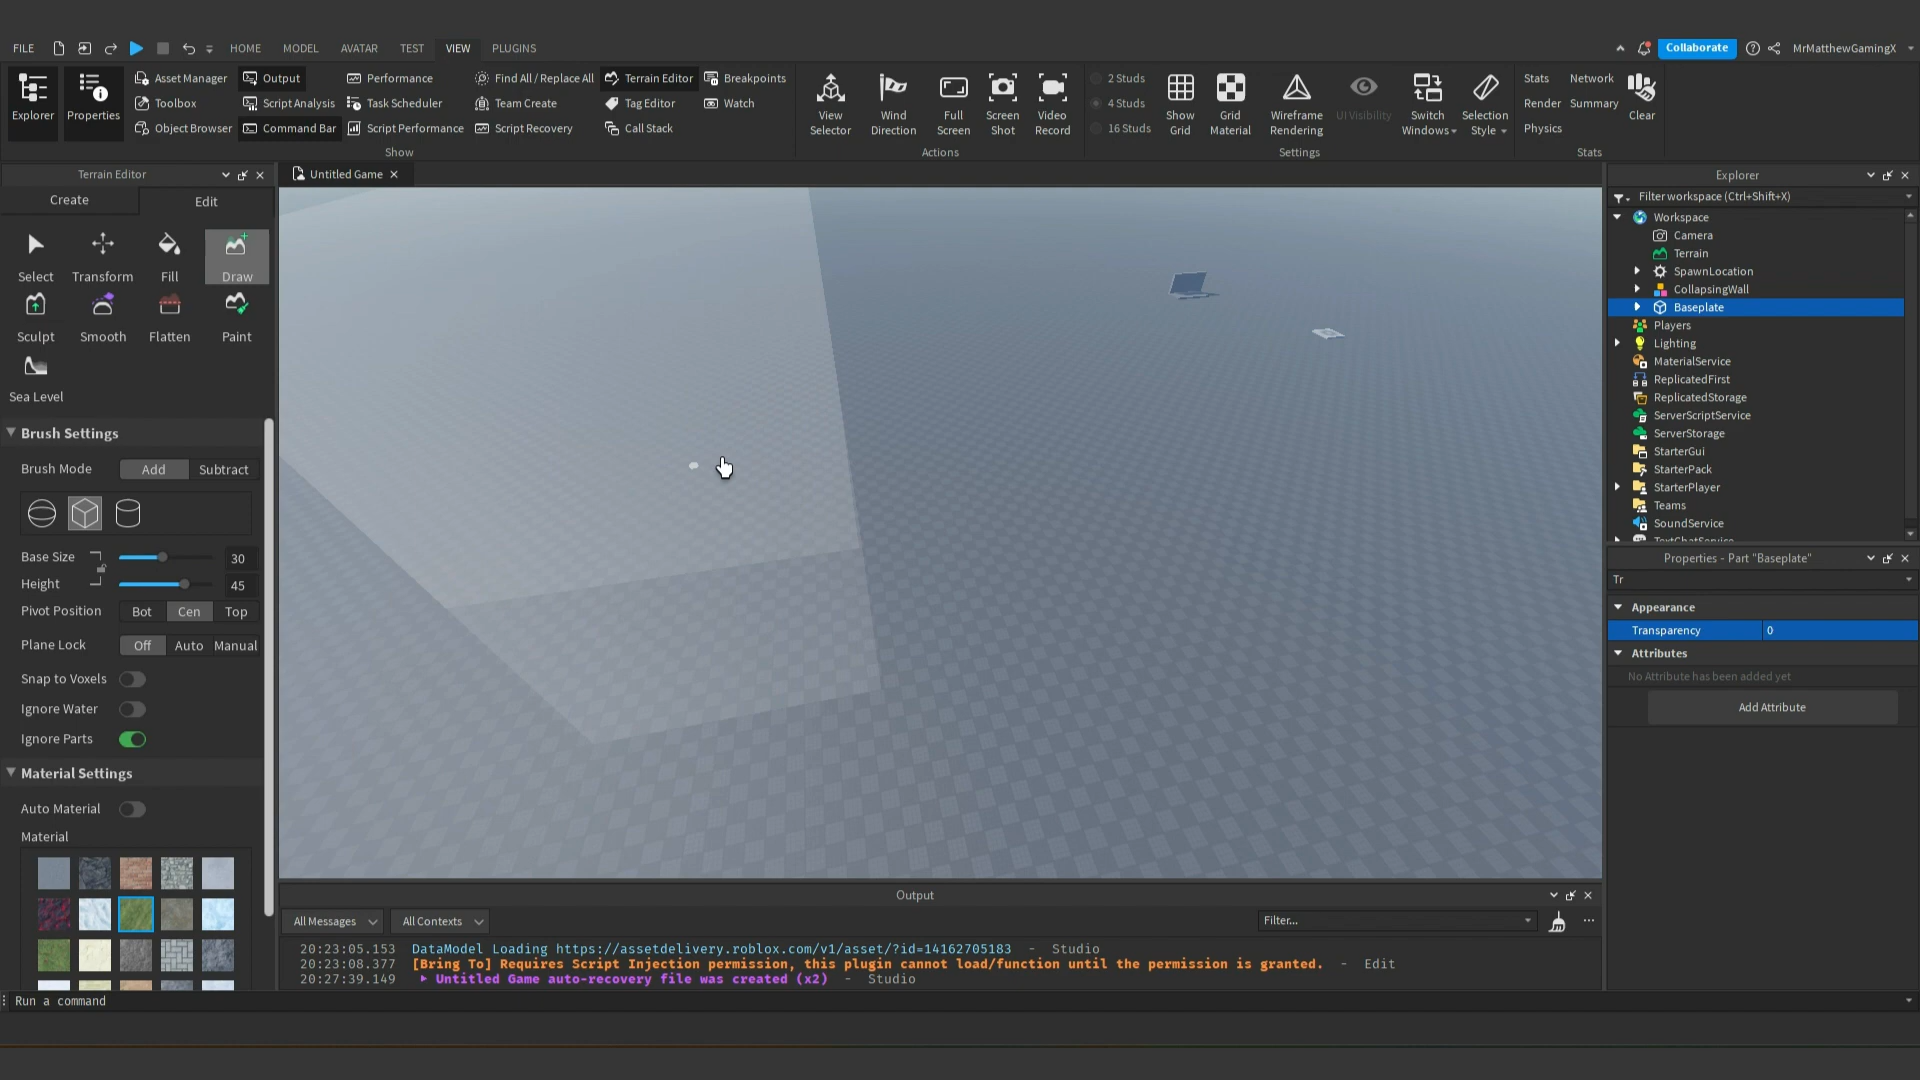 FILE HOME MODEL AVATAR TEST VIEW PLUGINS Collaborate MrMatthewGamingX
Explorer Properties
Asset Manager Output Performance Find All / Replace All Terrain Editor Breakpoints
Toolbox Script Analysis Task Scheduler Team Create Tag Editor Watch
Object Browser Command Bar Script Performance Script Recovery Call Stack
Show
View Selector
Wind Direction
Full Screen
Screen Shot
Video Record
Actions
2 Studs
4 Studs
16 Studs
Show Grid
Grid Material
Wireframe Rendering
UI Visibility
Switch Windows
Selection Style
Settings
Stats Network
Render Summary
Physics
Clear
Stats
Terrain Editor
Create Edit
Select Transform Fill Draw
Sculpt Smooth Flatten Paint
Sea Level
Brush Settings
Brush Mode Add Subtract
Base Size 30
Height 45
Pivot Position Bot Cen Top
Plane Lock Off Auto Manual
Snap to Voxels
Ignore Water
Ignore Parts
Material Settings
Auto Material
Material
Untitled Game
Output
All Messages All Contexts Filter...
20:23:05.153 DataModel Loading https://assetdelivery.roblox.com/v1/asset/?id=14162705183 - Studio
20:23:08.377 [Bring To] Requires Script Injection permission, this plugin cannot load/function until the permission is granted. - Edit
20:27:39.149 Untitled Game auto-recovery file was created (x2) - Studio
Run a command
Explorer
Filter workspace (Ctrl+Shift+X)
Workspace
Camera
Terrain
SpawnLocation
CollapsingWall
Baseplate
Players
Lighting
MaterialService
ReplicatedFirst
ReplicatedStorage
ServerScriptService
ServerStorage
StarterGui
StarterPack
StarterPlayer
Teams
SoundService
TextChatService
Properties - Part "Baseplate"
Tr
Appearance
Transparency 0
Attributes
No Attribute has been added yet
Add Attribute